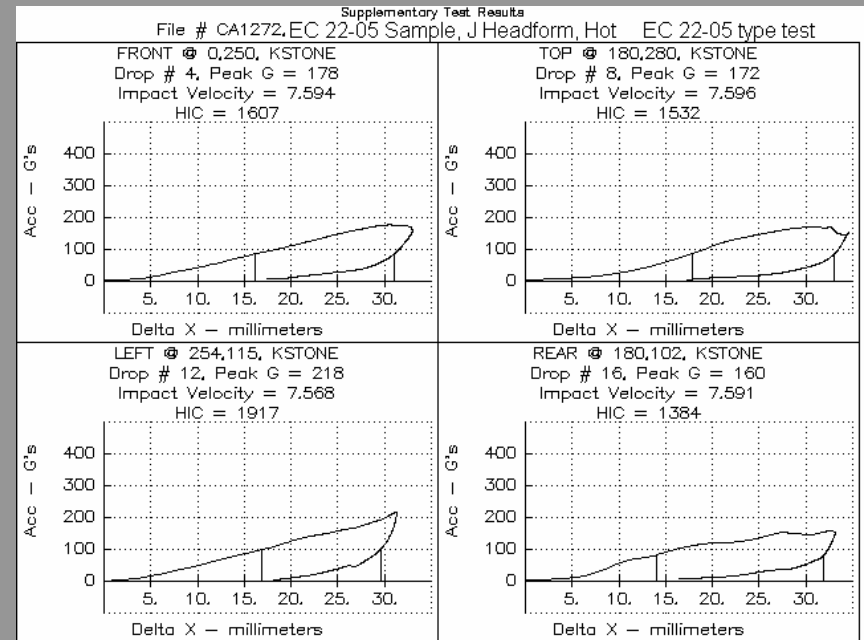 Supplementary Test Results
File # CA1272, EC 22-05 Sample, J Headform, Hot EC 22-05 type test
FRONT @ 0,250, KSTONE
Drop # 4, Peak G = 178
Impact Velocity = 7.594
HIC = 1607
Acc - G's
400
300
200
100
0
5. 10. 15. 20. 25. 30.
Delta X - millimeters
TOP @ 180,280, KSTONE
Drop # 8, Peak G = 172
Impact Velocity = 7.596
HIC = 1532
Acc - G's
400
300
200
100
0
5. 10. 15. 20. 25. 30.
Delta X - millimeters
LEFT @ 254,115, KSTONE
Drop # 12, Peak G = 218
Impact Velocity = 7.568
HIC = 1917
Acc - G's
400
300
200
100
0
5. 10. 15. 20. 25. 30.
Delta X - millimeters
REAR @ 180,102, KSTONE
Drop # 16, Peak G = 160
Impact Velocity = 7.591
HIC = 1384
Acc - G's
400
300
200
100
0
5. 10. 15. 20. 25. 30.
Delta X - millimeters